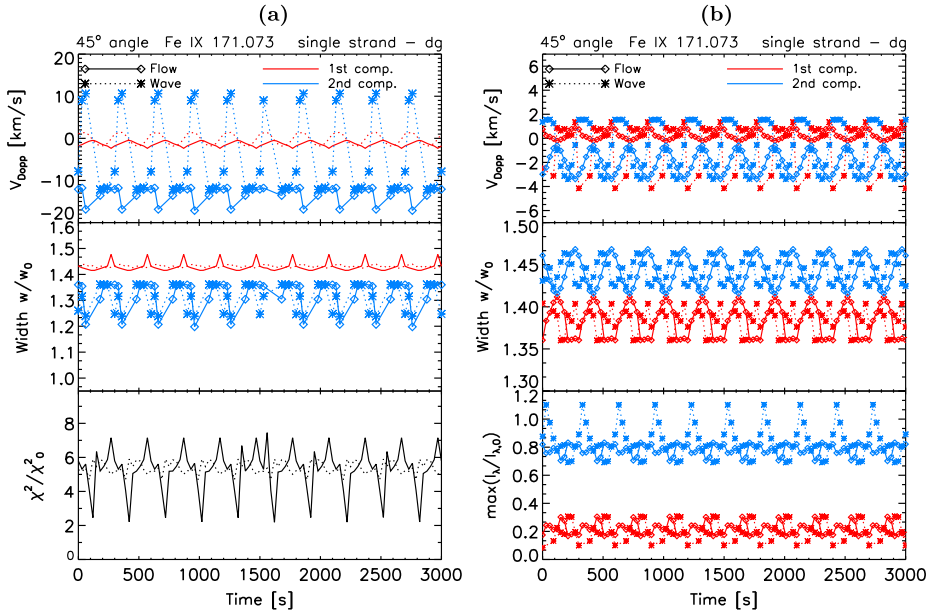 (a)
45° angle Fe IX 171.073 single strand – dg
Flow
Wave
1st comp.
2nd comp.
V_Dopp [km/s]
20
10
0
−10
−20
Width w/w₀
1.6
1.5
1.4
1.3
1.2
1.1
1.0
χ²/χ²₀
8
6
4
2
0
0 500 1000 1500 2000 2500 3000
Time [s]
(b)
45° angle Fe IX 171.073 single strand – dg
Flow
Wave
1st comp.
2nd comp.
V_Dopp [km/s]
6
4
2
0
−2
−4
−6
Width w/w₀
1.50
1.45
1.40
1.35
1.30
max(I_λ/I_λ,0)
1.2
1.0
0.8
0.6
0.4
0.2
0.0
0 500 1000 1500 2000 2500 3000
Time [s]